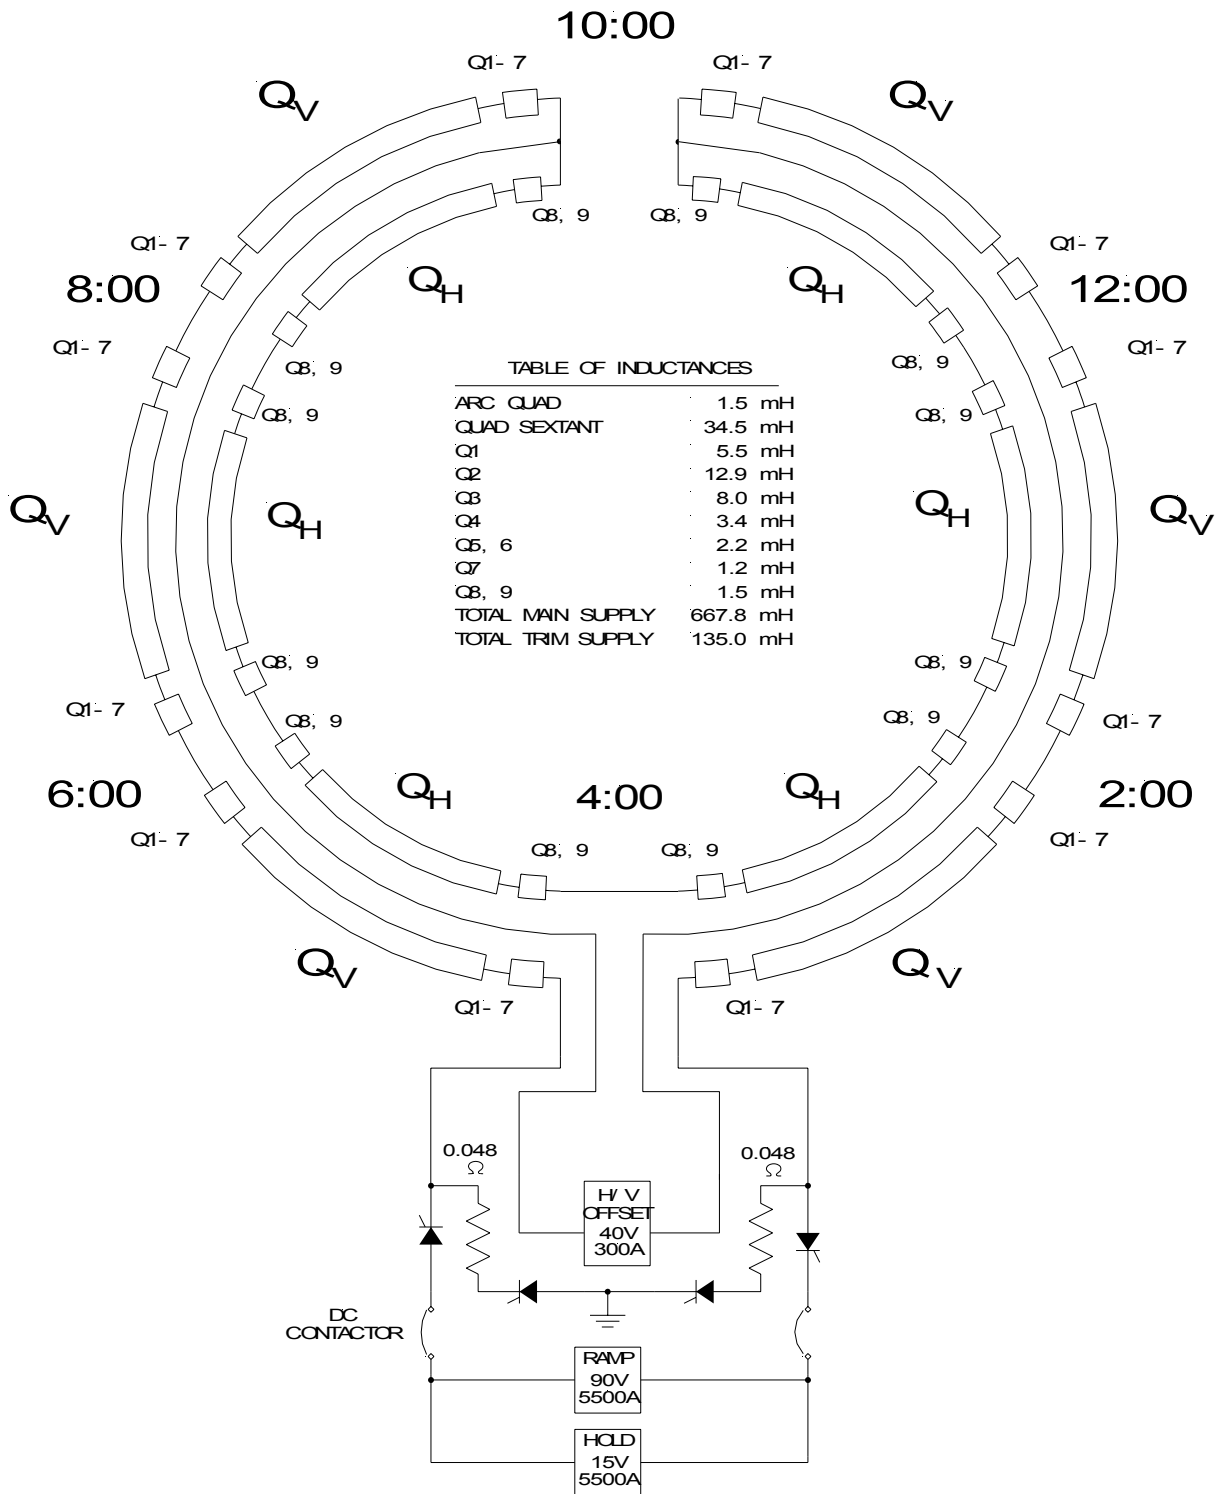 10:00
Q1-7
Q1-7
QV
QV
Q8, 9
Q8, 9
Q1-7
Q1-7
QH
QH
8:00
12:00
Q1-7
Q1-7
Q8, 9
Q8, 9
Q8, 9
Q8, 9
TABLE OF INDUCTANCES
ARC QUAD 1.5 mH
QUAD SEXTANT 34.5 mH
Q1 5.5 mH
Q2 12.9 mH
Q3 8.0 mH
Q4 3.4 mH
Q5, 6 2.2 mH
Q7 1.2 mH
Q8, 9 1.5 mH
TOTAL MAIN SUPPLY 667.8 mH
TOTAL TRIM SUPPLY 135.0 mH
QV
QH
QH
QV
Q8, 9
Q8, 9
Q1-7
Q8, 9
Q8, 9
Q1-7
6:00
QH
4:00
QH
2:00
Q1-7
Q8, 9
Q8, 9
Q1-7
QV
QV
Q1-7
Q1-7
0.048
Ω
0.048
Ω
H/V
OFFSET
40V
300A
DC
CONTACTOR
RAMP
90V
5500A
HOLD
15V
5500A